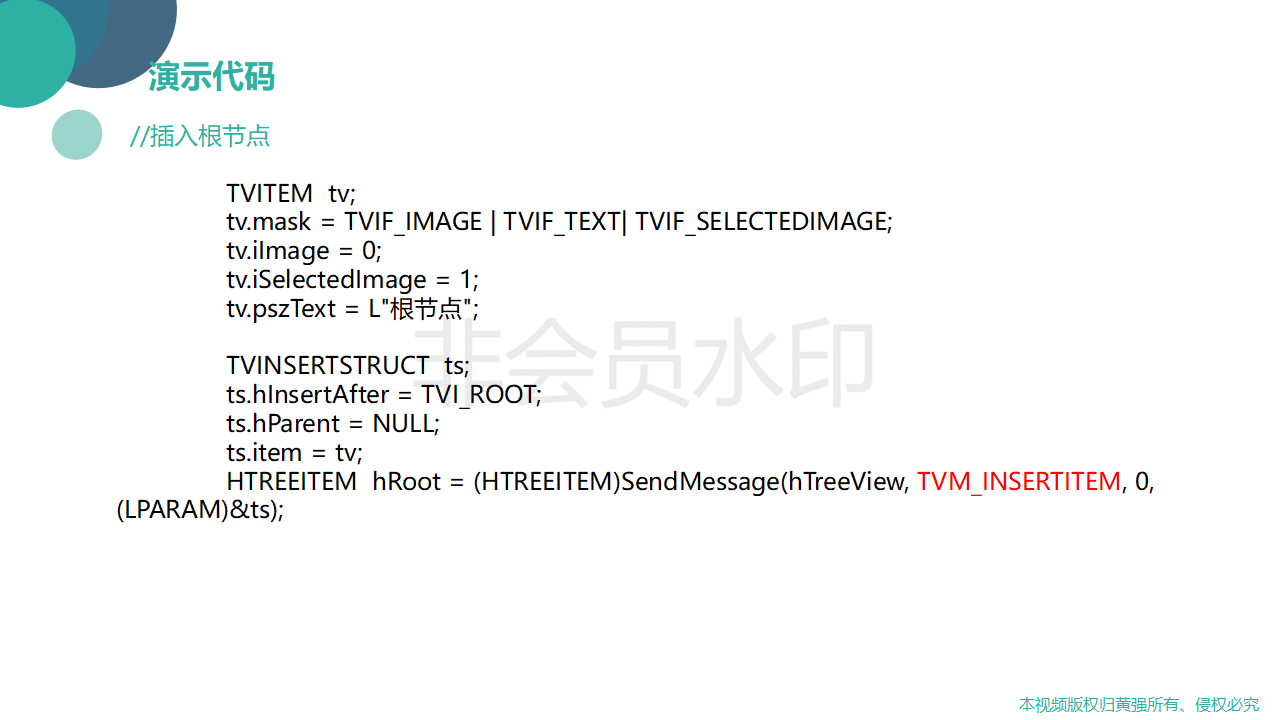 演示代码
//插入根节点
TVITEM  tv;
tv.mask = TVIF_IMAGE | TVIF_TEXT| TVIF_SELECTEDIMAGE;
tv.iImage = 0;
tv.iSelectedImage = 1;
tv.pszText = L"根节点";
非会员水印
TVINSERTSTRUCT  ts;
ts.hInsertAfter = TVI_ROOT;
ts.hParent = NULL;
ts.item = tv;
HTREEITEM  hRoot = (HTREEITEM)SendMessage(hTreeView, TVM_INSERTITEM, 0,
(LPARAM)&ts);
本视频版权归黄强所有、侵权必究